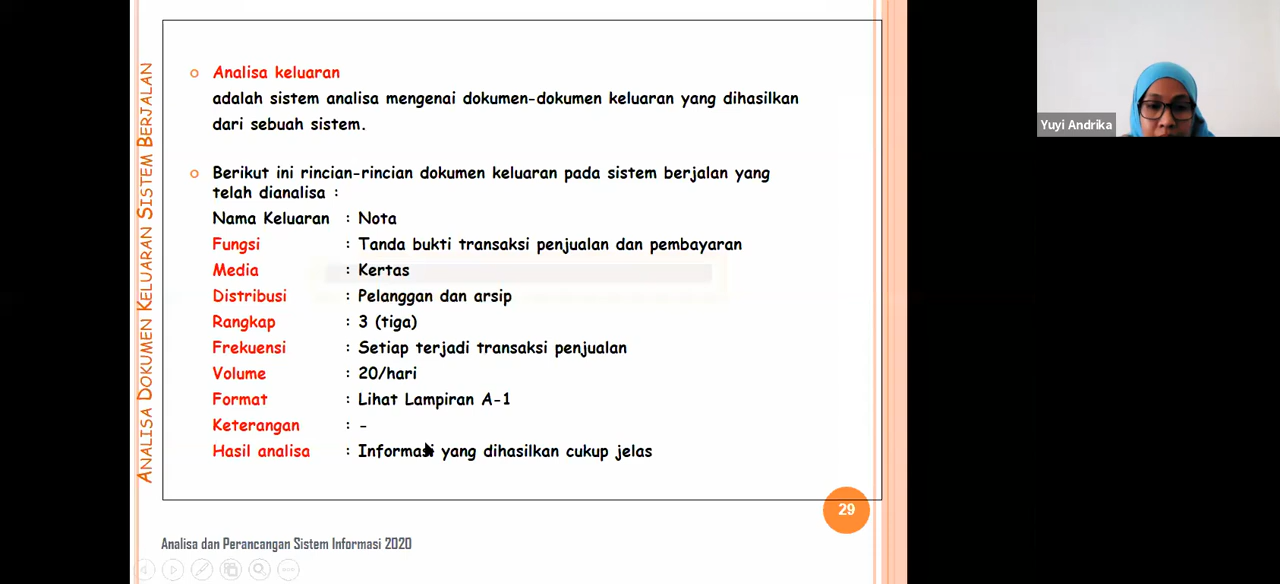 ANALISA DOKUMEN KELUARAN SISTEM BERJALAN
Analisa keluaran
adalah sistem analisa mengenai dokumen-dokumen keluaran yang dihasilkan
dari sebuah sistem.
Berikut ini rincian-rincian dokumen keluaran pada sistem berjalan yang
telah dianalisa :
Nama Keluaran : Nota
Fungsi : Tanda bukti transaksi penjualan dan pembayaran
Media : Kertas
Distribusi : Pelanggan dan arsip
Rangkap : 3 (tiga)
Frekuensi : Setiap terjadi transaksi penjualan
Volume : 20/hari
Format : Lihat Lampiran A-1
Keterangan : -
Hasil analisa : Informasi yang dihasilkan cukup jelas
29
Analisa dan Perancangan Sistem Informasi 2020
Yuyi Andrika